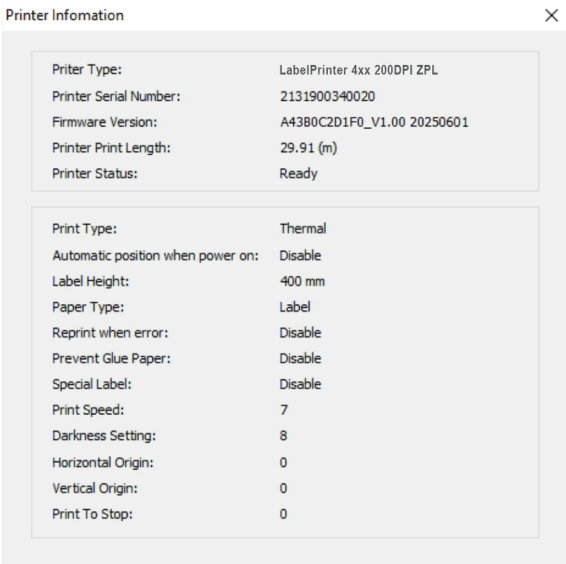 Printer Infomation
Priter Type: LabelPrinter 4xx 200DPI ZPL
Printer Serial Number: 2131900340020
Firmware Version: A43B0C2D1F0_V1.00 20250601
Printer Print Length: 29.91 (m)
Printer Status: Ready
Print Type: Thermal
Automatic position when power on: Disable
Label Height: 400 mm
Paper Type: Label
Reprint when error: Disable
Prevent Glue Paper: Disable
Special Label: Disable
Print Speed: 7
Darkness Setting: 8
Horizontal Origin: 0
Vertical Origin: 0
Print To Stop: 0